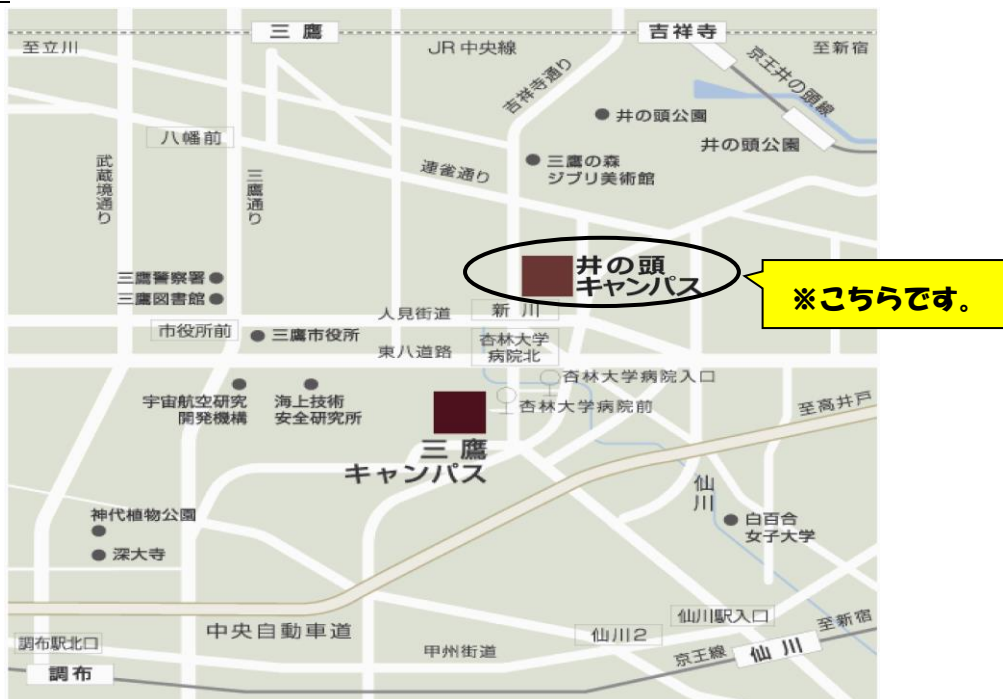 三鷹
吉祥寺
至立川
JR中央線
至新宿
吉祥寺通り
京王井の頭線
井の頭公園
井の頭公園
八幡前
三鷹の森
ジブリ美術館
連雀通り
武蔵境通り
三鷹通り
井の頭
キャンパス
※こちらです。
三鷹警察署
三鷹図書館
人見街道
新川
市役所前
三鷹市役所
東八道路
杏林大学
病院北
杏林大学病院入口
宇宙航空研究
開発機構
海上技術
安全研究所
杏林大学病院前
至高井戸
三鷹
キャンパス
仙川
神代植物公園
深大寺
白百合
女子大学
中央自動車道
仙川駅入口
至新宿
仙川2
調布駅北口
甲州街道
京王線
仙川
調布